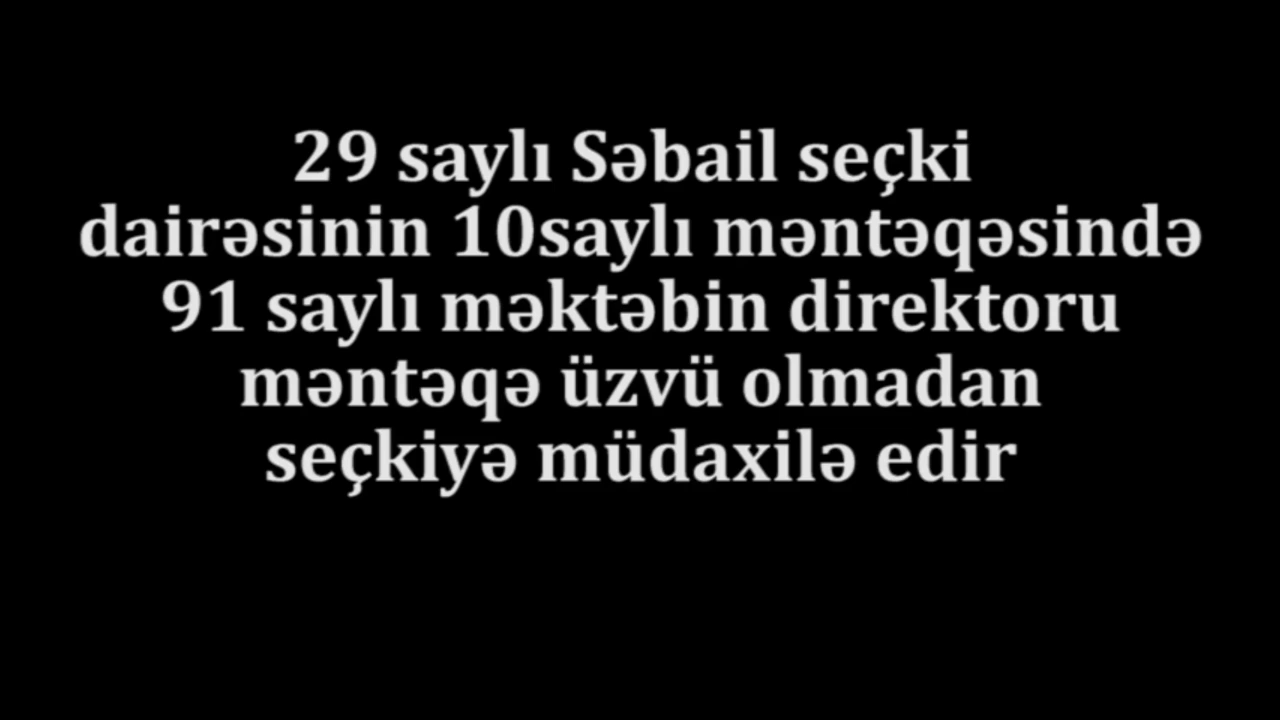 29 saylı Səbail seçki
dairəsinin 10saylı məntəqəsində
91 saylı məktəbin direktoru
məntəqə üzvü olmadan
seçkiyə müdaxilə edir